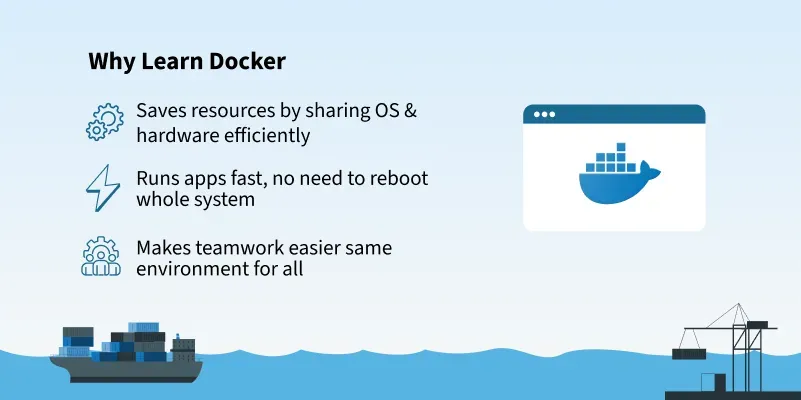 Why Learn Docker
Saves resources by sharing OS &
hardware efficiently
Runs apps fast, no need to reboot
whole system
Makes teamwork easier same
environment for all